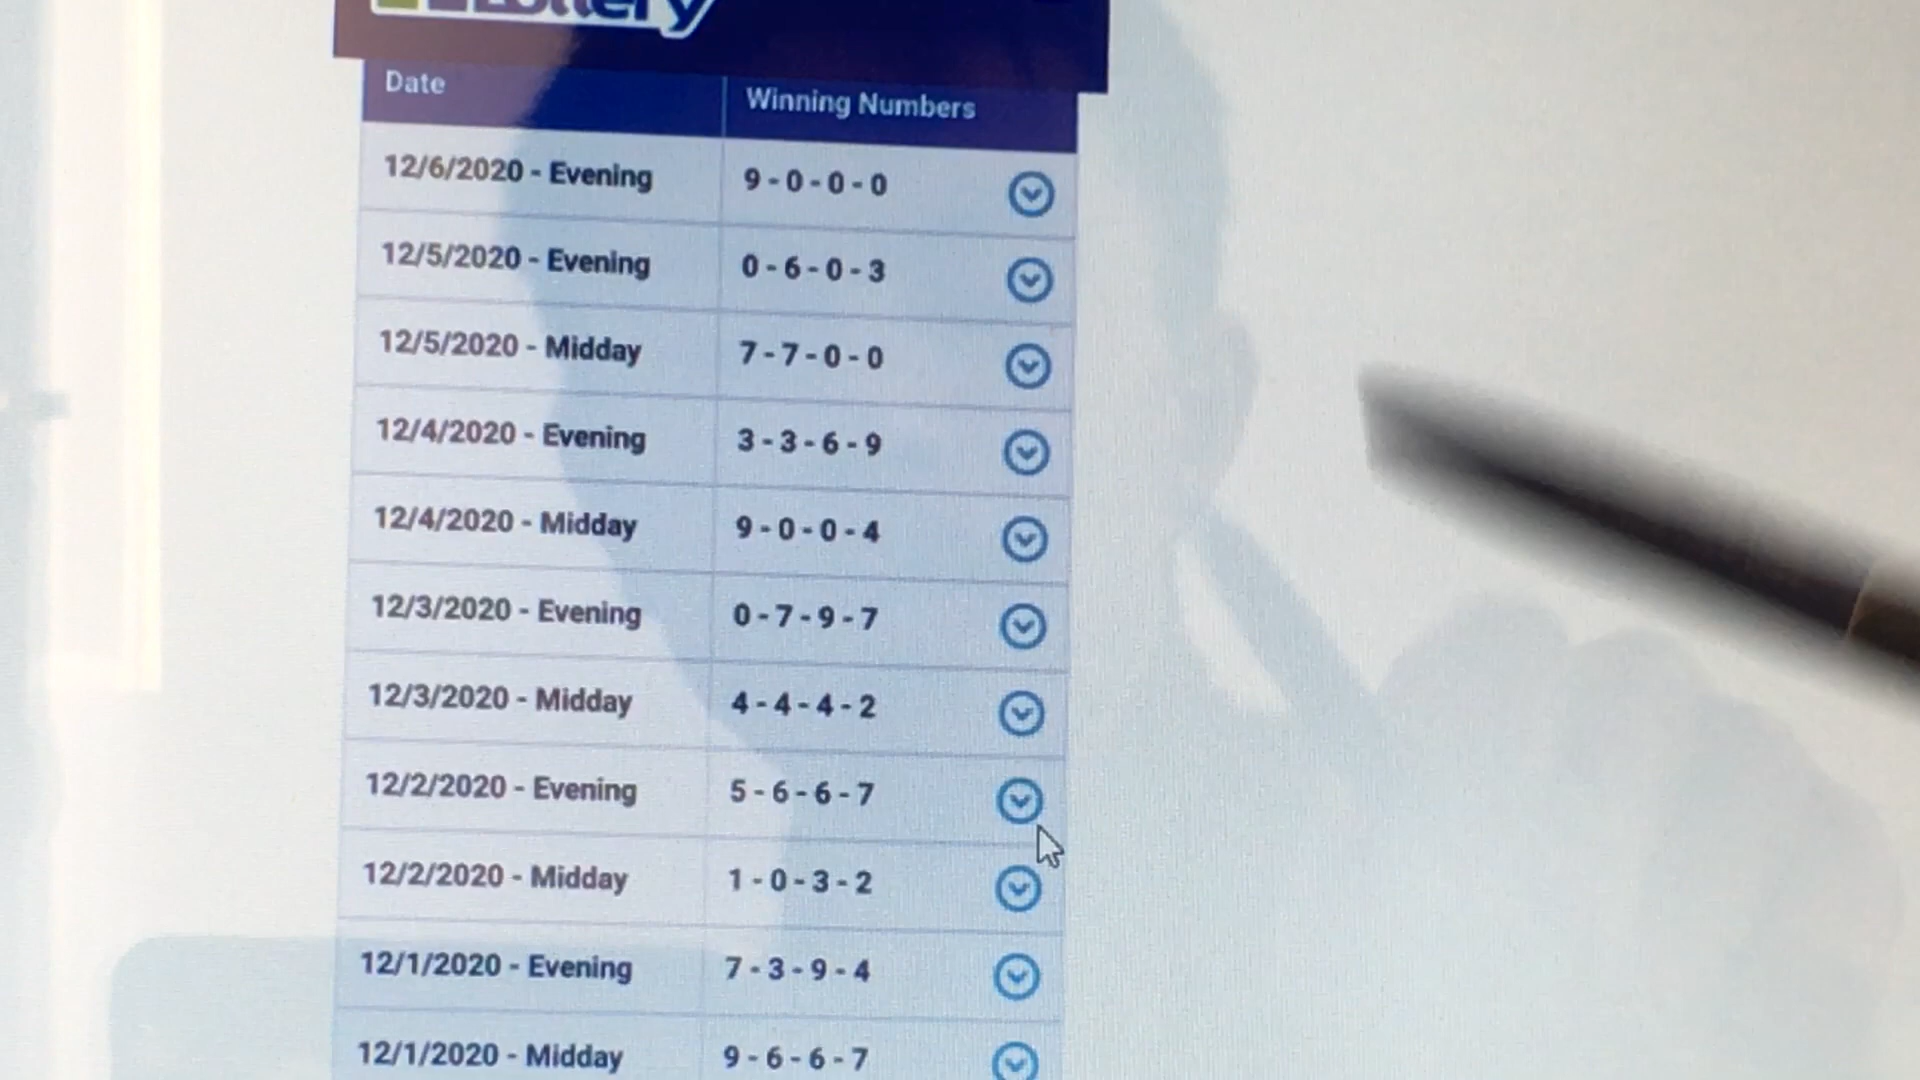 Lottery
Date Winning Numbers
12/6/2020 - Evening 9 - 0 - 0 - 0
12/5/2020 - Evening 0 - 6 - 0 - 3
12/5/2020 - Midday 7 - 7 - 0 - 0
12/4/2020 - Evening 3 - 3 - 6 - 9
12/4/2020 - Midday 9 - 0 - 0 - 4
12/3/2020 - Evening 0 - 7 - 9 - 7
12/3/2020 - Midday 4 - 4 - 4 - 2
12/2/2020 - Evening 5 - 6 - 6 - 7
12/2/2020 - Midday 1 - 0 - 3 - 2
12/1/2020 - Evening 7 - 3 - 9 - 4
12/1/2020 - Midday 9 - 6 - 6 - 7